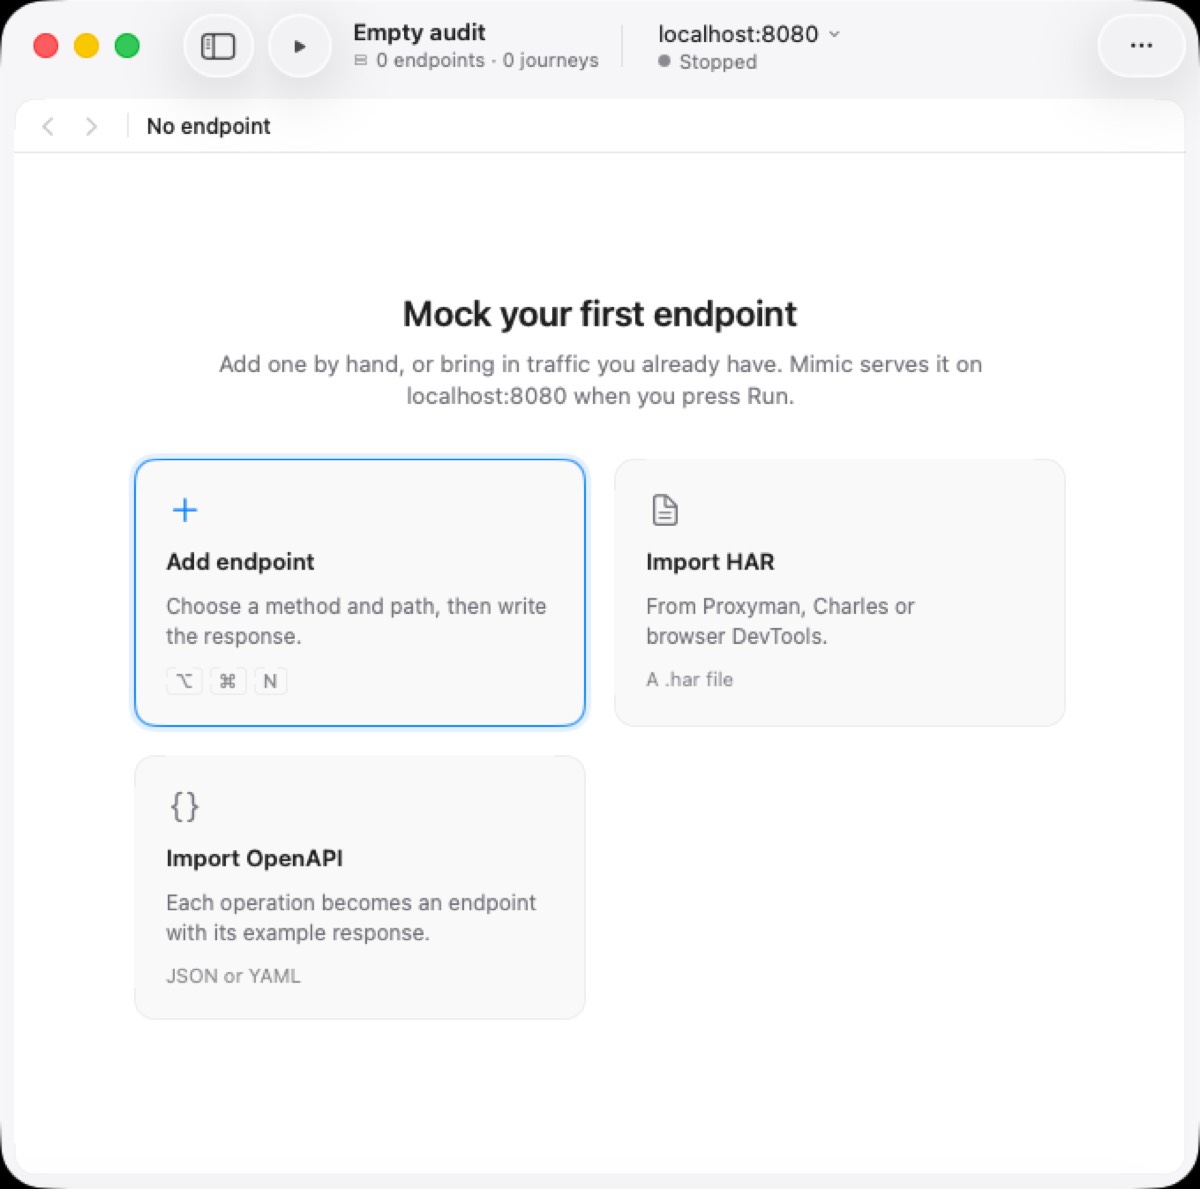 Empty audit
0 endpoints · 0 journeys
localhost:8080
Stopped
No endpoint
Mock your first endpoint
Add one by hand, or bring in traffic you already have. Mimic serves it on
localhost:8080 when you press Run.
Add endpoint
Choose a method and path, then write
the response.
⌥ ⌘ N
Import HAR
From Proxyman, Charles or
browser DevTools.
A .har file
{}
Import OpenAPI
Each operation becomes an endpoint
with its example response.
JSON or YAML